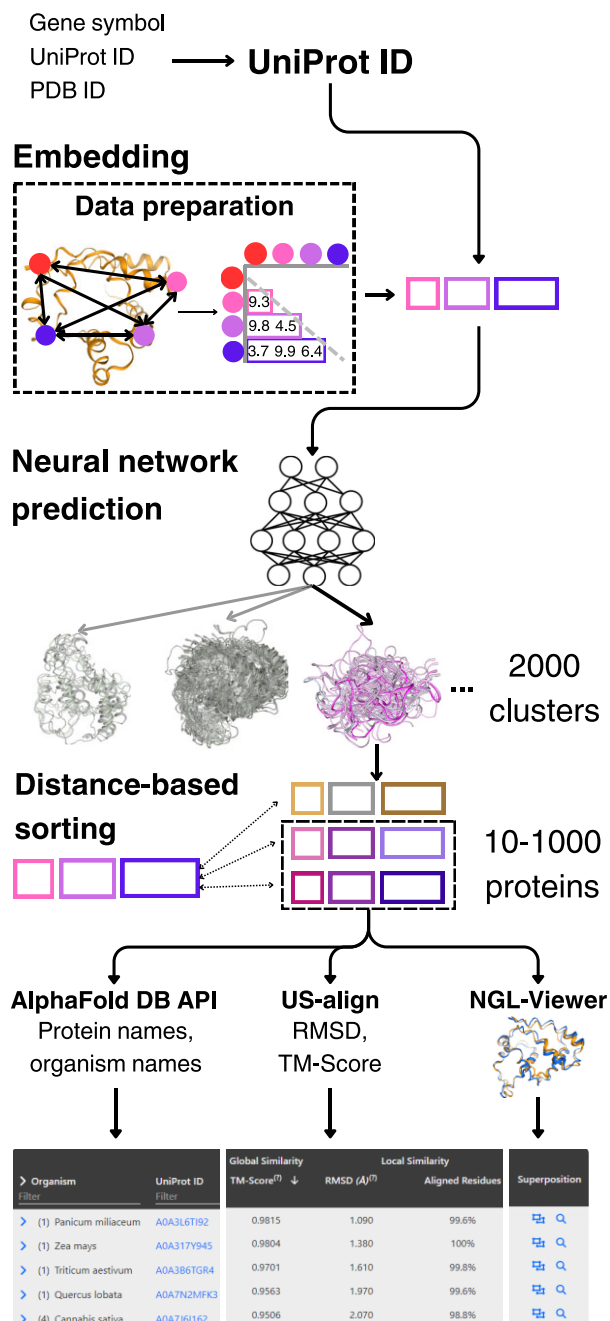 Gene symbol
UniProt ID
PDB ID
UniProt ID
Embedding
Data preparation
9.3
9.8 4.5
3.7 9.9 6.4
Neural network
prediction
...
2000
clusters
Distance-based
sorting
10-1000
proteins
AlphaFold DB API
Protein names,
organism names
US-align
RMSD,
TM-Score
NGL-Viewer
Global Similarity Local Similarity
Organism UniProt ID TM-Score(?) ↓ RMSD (Å)(?) Aligned Residues Superposition
Filter Filter
(1) Panicum miliaceum A0A3L6TI92 0.9815 1.090 99.6%
(1) Zea mays A0A317Y945 0.9804 1.380 100%
(1) Triticum aestivum A0A3B6TGR4 0.9701 1.610 99.8%
(1) Quercus lobata A0A7N2MFK3 0.9563 1.970 99.6%
(4) Cannabis sativa A0A7J6I162 0.9506 2.070 98.8%